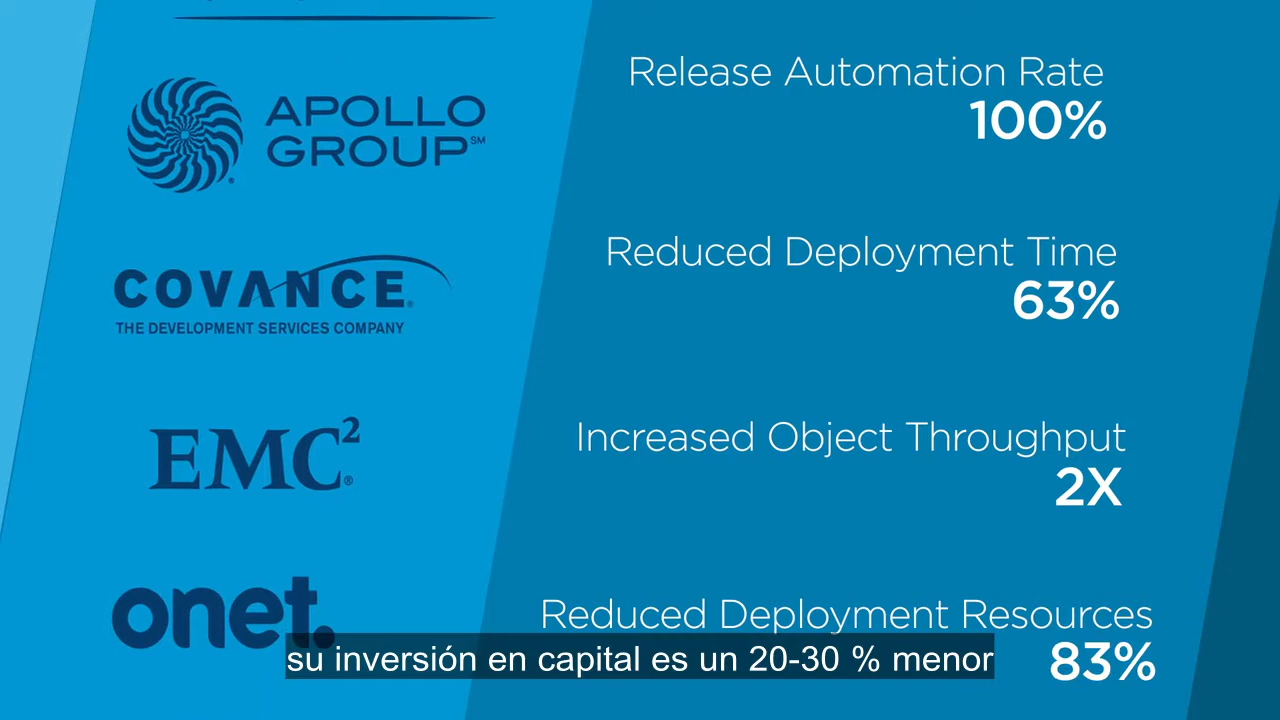 APOLLO
GROUP℠
Release Automation Rate
100%
COVANCE®
THE DEVELOPMENT SERVICES COMPANY
Reduced Deployment Time
63%
EMC²®
Increased Object Throughput
2X
onet.
Reduced Deployment Resources
83%
su inversión en capital es un 20-30 % menor